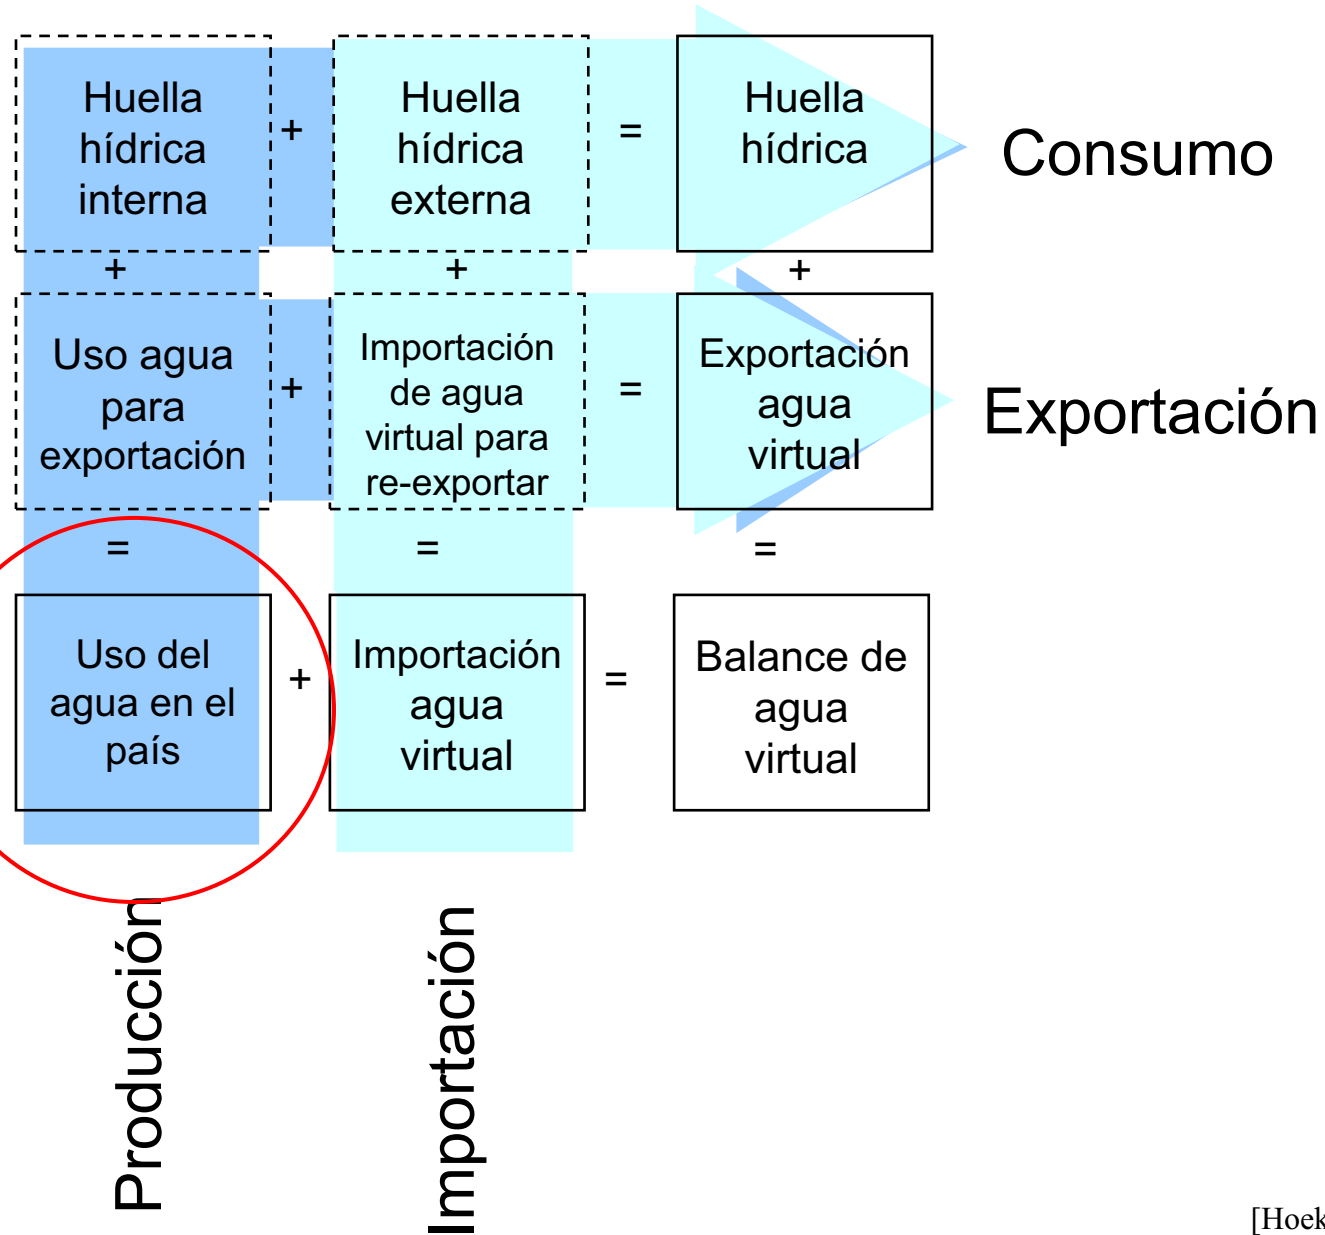 Huella
hídrica
interna
+
Huella
hídrica
externa
=
Huella
hídrica
Consumo
+
+
+
Uso agua
para
exportación
+
Importación
de agua
virtual para
re-exportar
=
Exportación
agua
virtual
Exportación
=
=
=
Uso del
agua en el
país
+
Importación
agua
virtual
=
Balance de
agua
virtual
Producción
Importación
[Hoek